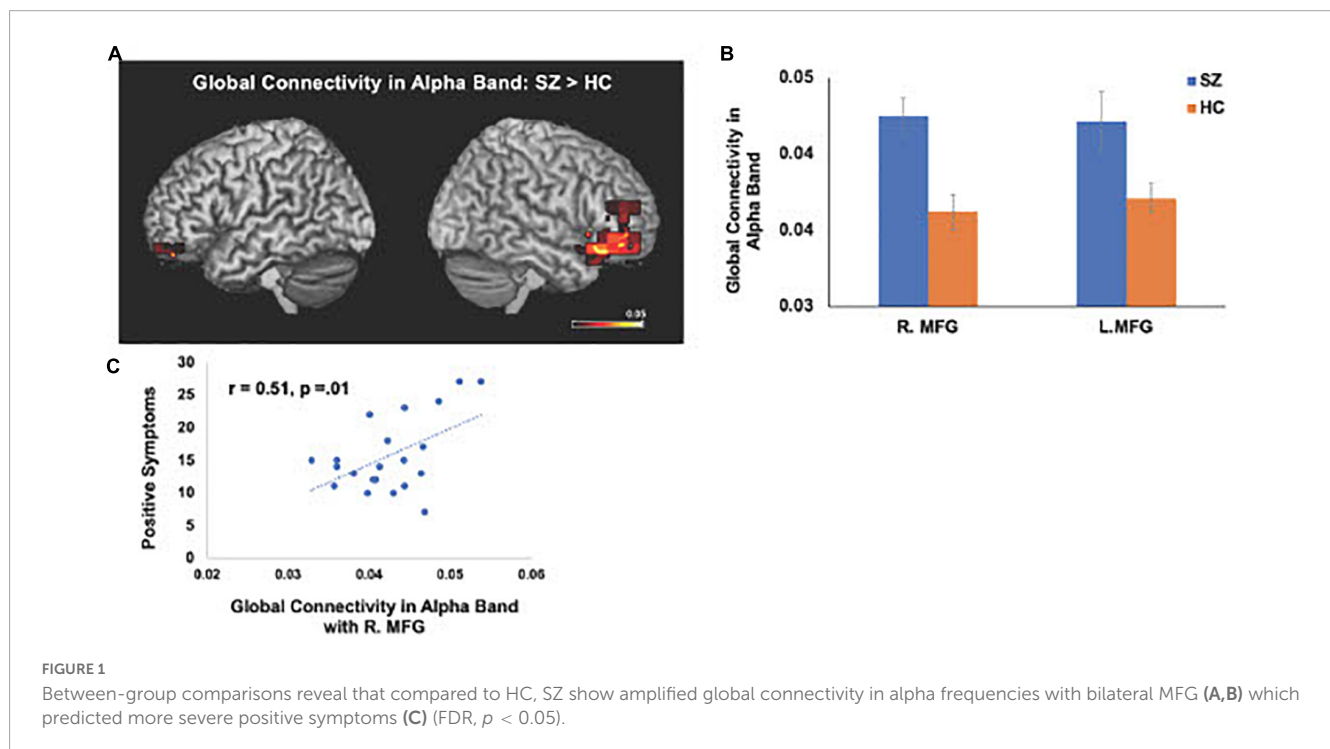 A
Global Connectivity in Alpha Band: SZ > HC
0.05
B
Global Connectivity in
Alpha Band
0.05
0.04
0.04
0.03
SZ
HC
R. MFG
L.MFG
C
Positive Symptoms
30
25
20
15
10
5
0
r = 0.51, p =.01
0.02
0.03
0.04
0.05
0.06
Global Connectivity in Alpha Band
with R. MFG
FIGURE 1
Between-group comparisons reveal that compared to HC, SZ show amplified global connectivity in alpha frequencies with bilateral MFG (A,B) which
predicted more severe positive symptoms (C) (FDR, p < 0.05).